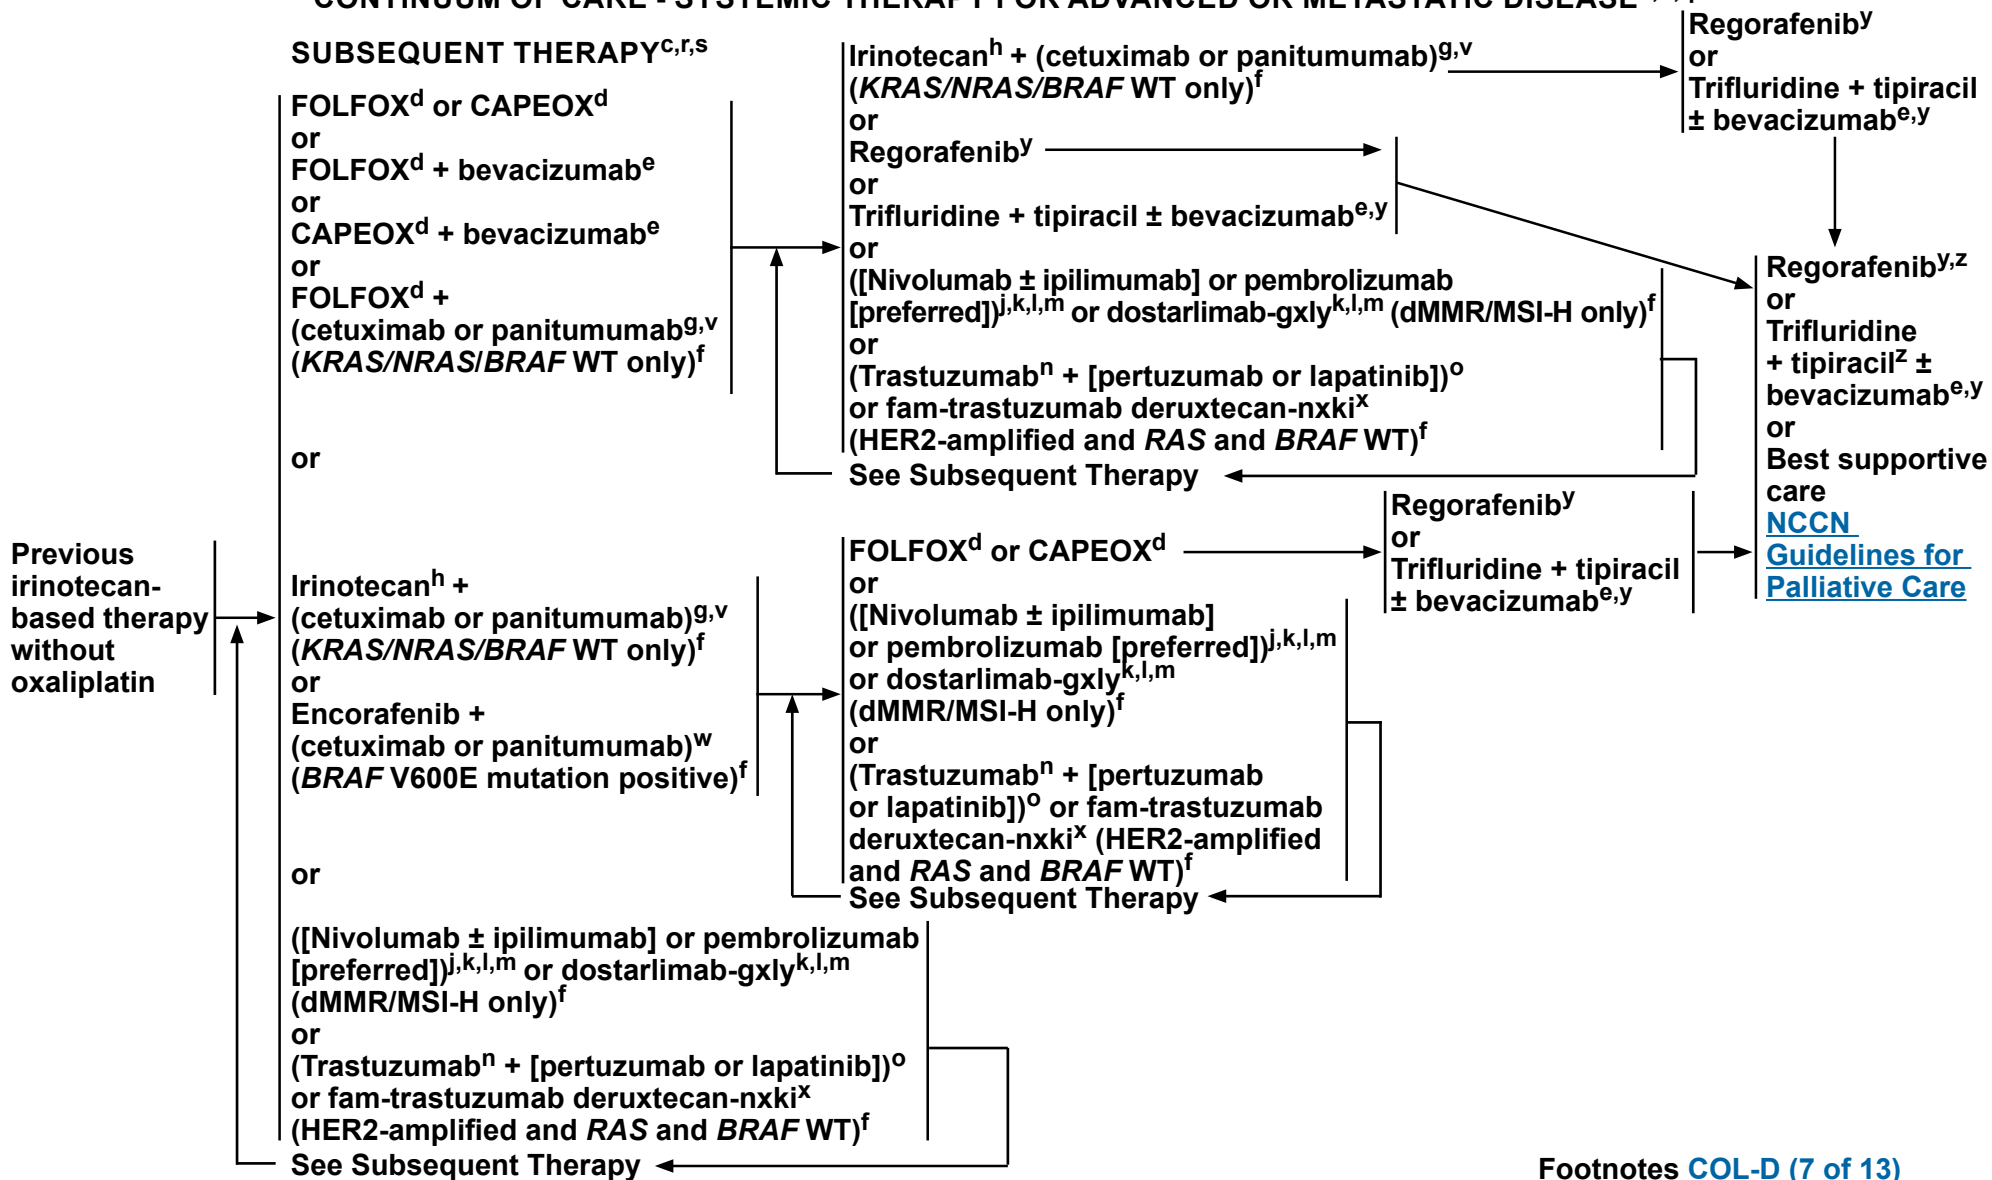 CONTINUUM OF CARE - SYSTEMIC THERAPY FOR ADVANCED OR METASTATIC DISEASE
SUBSEQUENT THERAPYc,r,s
Previous
irinotecan-
based therapy
without
oxaliplatin
FOLFOXd or CAPEOXd
or
FOLFOXd + bevacizumabe
or
CAPEOXd + bevacizumabe
or
FOLFOXd +
(cetuximab or panitumumabg,v
(KRAS/NRAS/BRAF WT only)f
or
Irinotecanh +
(cetuximab or panitumumab)g,v
(KRAS/NRAS/BRAF WT only)f
or
Encorafenib +
(cetuximab or panitumumab)w
(BRAF V600E mutation positive)f
or
([Nivolumab ± ipilimumab] or pembrolizumab
[preferred])j,k,l,m or dostarlimab-gxlyk,l,m
(dMMR/MSI-H only)f
or
(Trastuzumabn + [pertuzumab or lapatinib])o
or fam-trastuzumab deruxtecan-nxkix
(HER2-amplified and RAS and BRAF WT)f
See Subsequent Therapy
Irinotecanh + (cetuximab or panitumumab)g,v
(KRAS/NRAS/BRAF WT only)f
or
Regorafeniby
or
Trifluridine + tipiracil ± bevacizumabe,y
or
([Nivolumab ± ipilimumab] or pembrolizumab
[preferred])j,k,l,m or dostarlimab-gxlyk,l,m (dMMR/MSI-H only)f
or
(Trastuzumabn + [pertuzumab or lapatinib])o
or fam-trastuzumab deruxtecan-nxkix
(HER2-amplified and RAS and BRAF WT)f
See Subsequent Therapy
FOLFOXd or CAPEOXd
or
([Nivolumab ± ipilimumab]
or pembrolizumab [preferred])j,k,l,m
or dostarlimab-gxlyk,l,m
(dMMR/MSI-H only)f
or
(Trastuzumabn + [pertuzumab
or lapatinib])o or fam-trastuzumab
deruxtecan-nxkix (HER2-amplified
and RAS and BRAF WT)f
See Subsequent Therapy
Regorafeniby
or
Trifluridine + tipiracil
± bevacizumabe,y
Regorafeniby
or
Trifluridine + tipiracil
± bevacizumabe,y
Regorafeniby,z
or
Trifluridine
+ tipiracilz ±
bevacizumabe,y
or
Best supportive
care
NCCN
Guidelines for
Palliative Care
Footnotes COL-D (7 of 13)